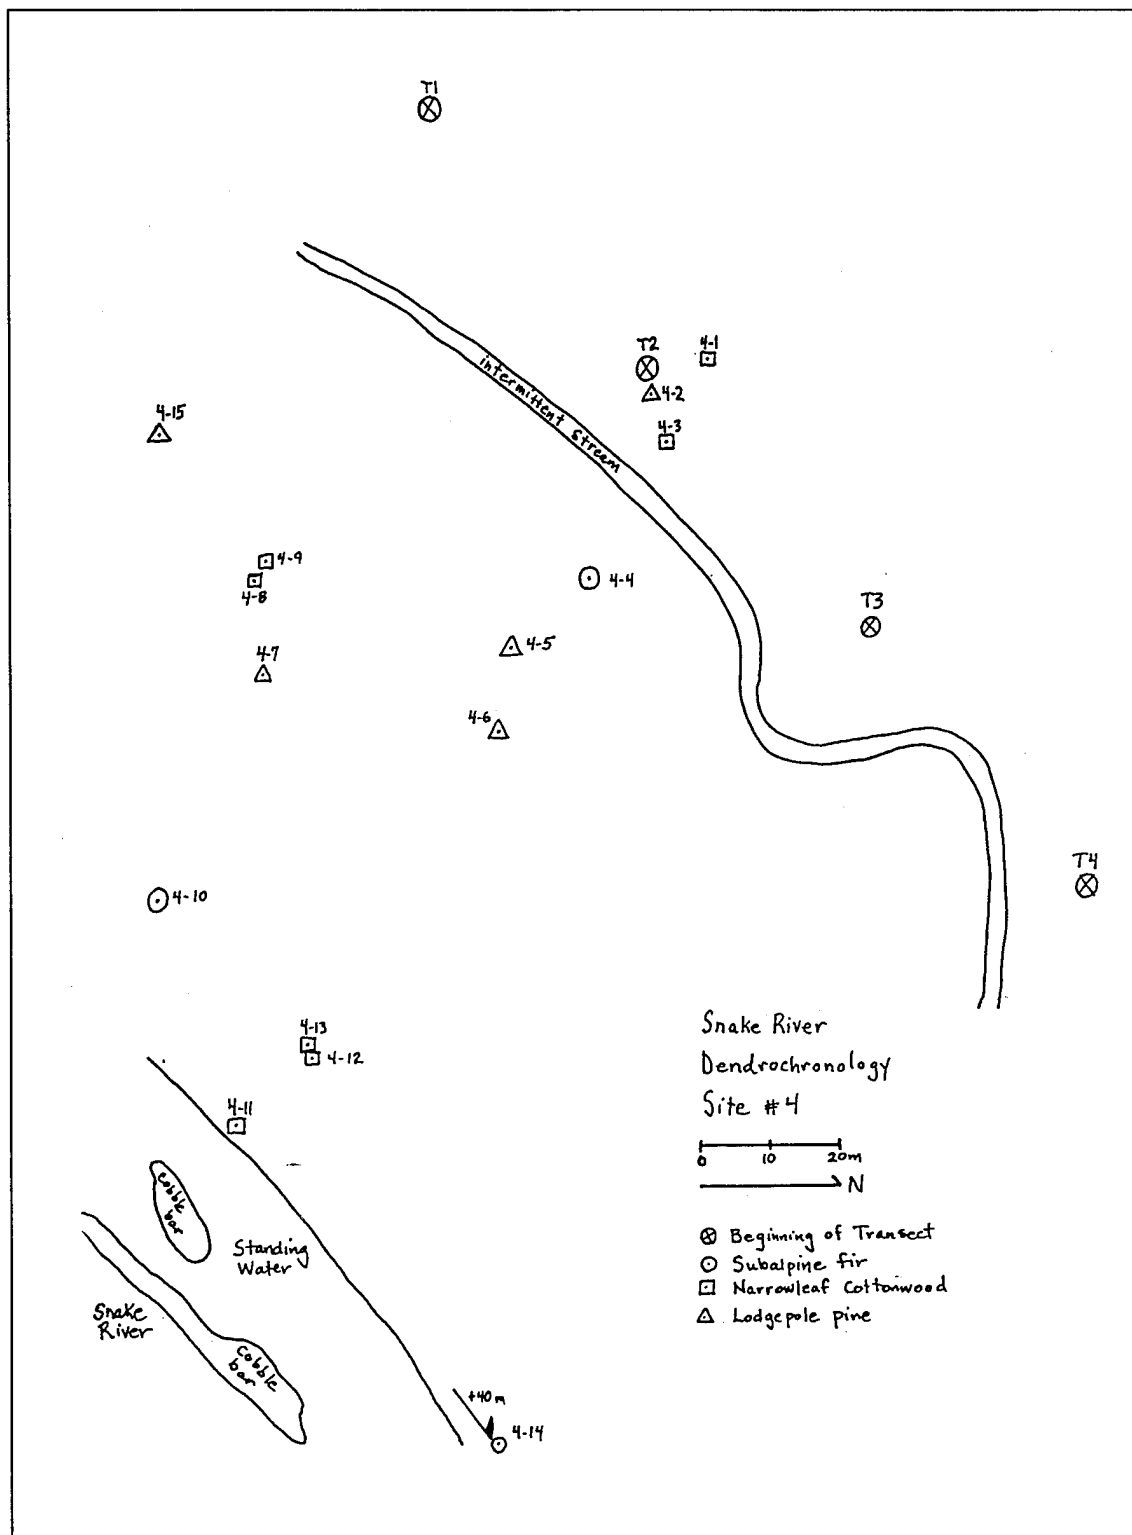 T1
T2
4-1
4-2
4-3
intermittent Stream
4-15
4-9
4-8
4-4
T3
4-5
4-7
4-6
T4
4-10
4-13
4-12
4-11
Snake River
Dendrochronology
Site #4
0 10 20m
N
cobble
bar
Standing
Water
Beginning of Transect
Subalpine fir
Narrowleaf Cottonwood
Lodgepole pine
Snake
River
cobble
bar
+40m
4-14